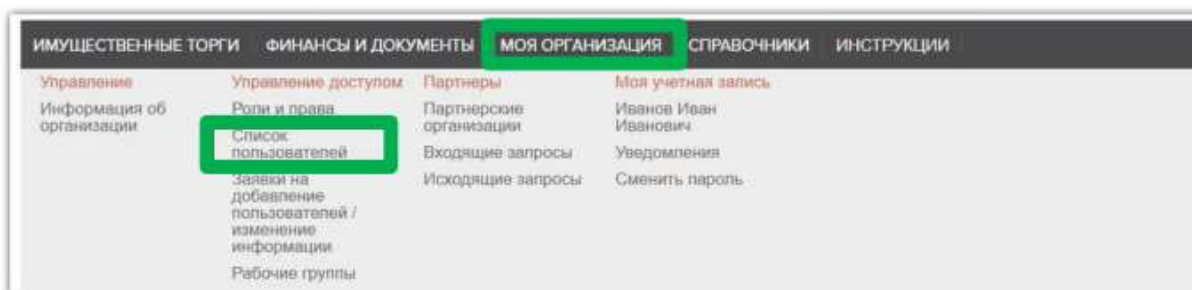 ИМУЩЕСТВЕННЫЕ ТОРГИ ФИНАНСЫ И ДОКУМЕНТЫ МОЯ ОРГАНИЗАЦИЯ СПРАВОЧНИКИ ИНСТРУКЦИИ
Управление
Информация об
организации
Управление доступом
Роли и права
Список
пользователей
Заявки на
добавление
пользователей /
изменение
информации
Рабочие группы
Партнеры
Партнерские
организации
Входящие запросы
Исходящие запросы
Моя учетная запись
Иванов Иван
Иванович
Уведомления
Сменить пароль